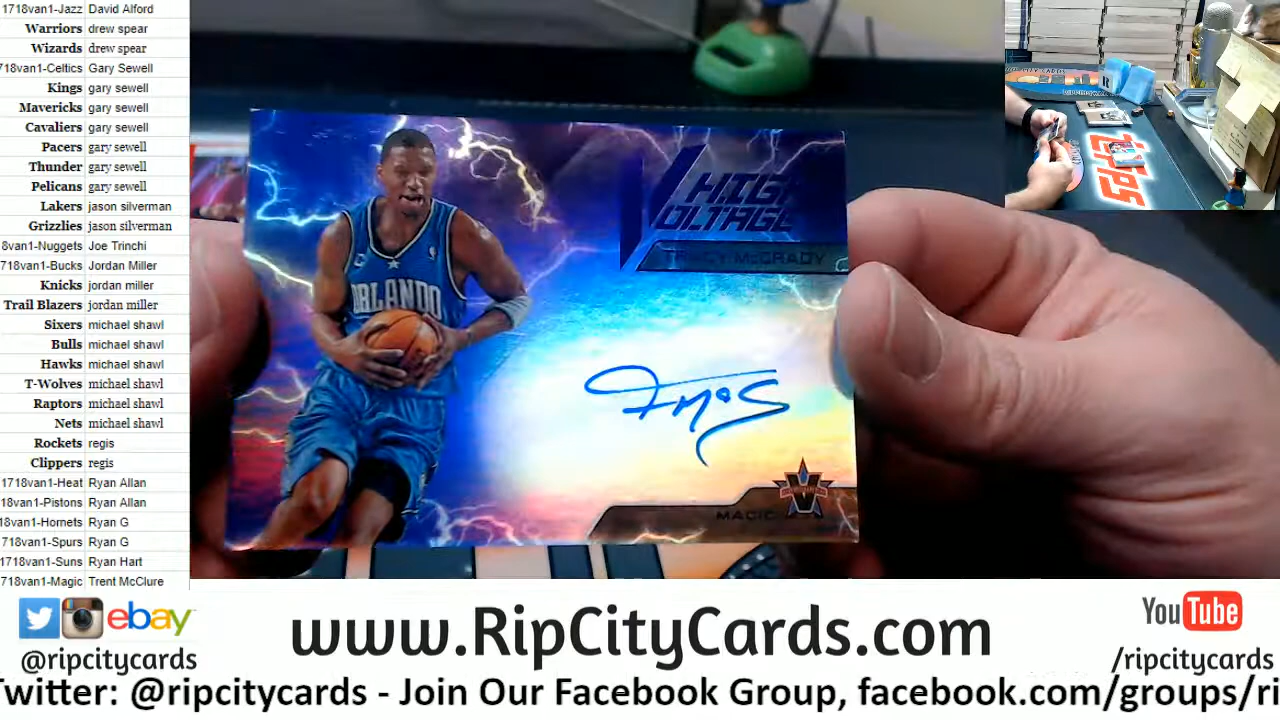 1718van1-Jazz David Alford
Warriors drew spear
Wizards drew spear
718van1-Celtics Gary Sewell
Kings gary sewell
Mavericks gary sewell
Cavaliers gary sewell
Pacers gary sewell
Thunder gary sewell
Pelicans gary sewell
Lakers jason silverman
Grizzlies jason silverman
8van1-Nuggets Joe Trinchi
718van1-Bucks Jordan Miller
Knicks jordan miller
Trail Blazers jordan miller
Sixers michael shawl
Bulls michael shawl
Hawks michael shawl
T-Wolves michael shawl
Raptors michael shawl
Nets michael shawl
Rockets regis
Clippers regis
1718van1-Heat Ryan Allan
18van1-Pistons Ryan Allan
18van1-Hornets Ryan G
718van1-Spurs Ryan G
1718van1-Suns Ryan Hart
718van1-Magic Trent McClure
HIGH
VOLTAGE
TRACY McGRADY
ORLANDO
MAGIC
Topps
ebay
@ripcitycards
www.RipCityCards.com
YouTube
/ripcitycards
Twitter: @ripcitycards - Join Our Facebook Group, facebook.com/groups/ri